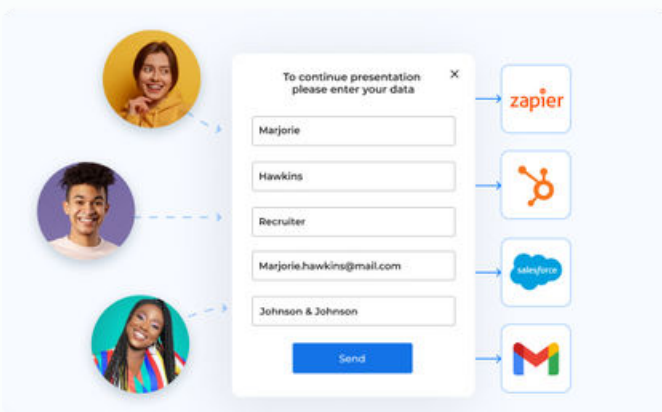 To continue presentation
please enter your data
Marjorie
Hawkins
Recruiter
Marjorie.hawkins@mail.com
Johnson & Johnson
Send
zapier
salesforce